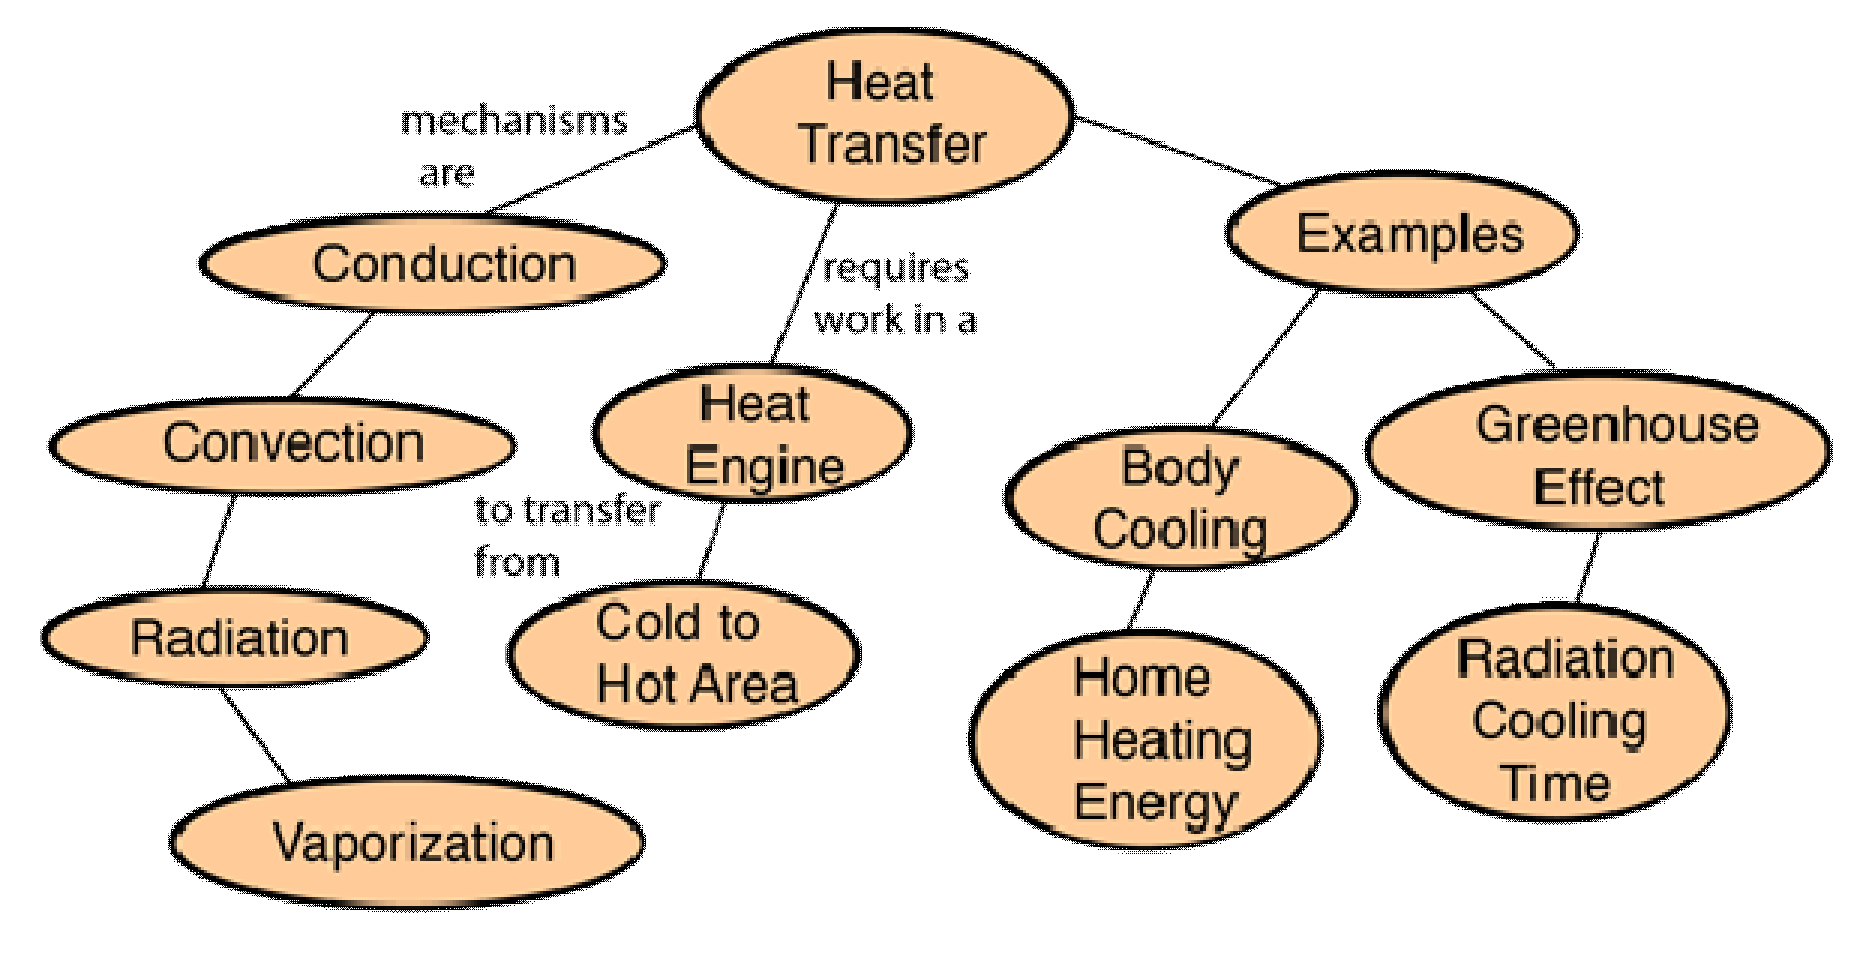 Heat
Transfer
mechanisms
are
Conduction
Convection
Radiation
Vaporization
requires
work in a
Heat
Engine
to transfer
from
Cold to
Hot Area
Examples
Body
Cooling
Home
Heating
Energy
Greenhouse
Effect
Radiation
Cooling
Time